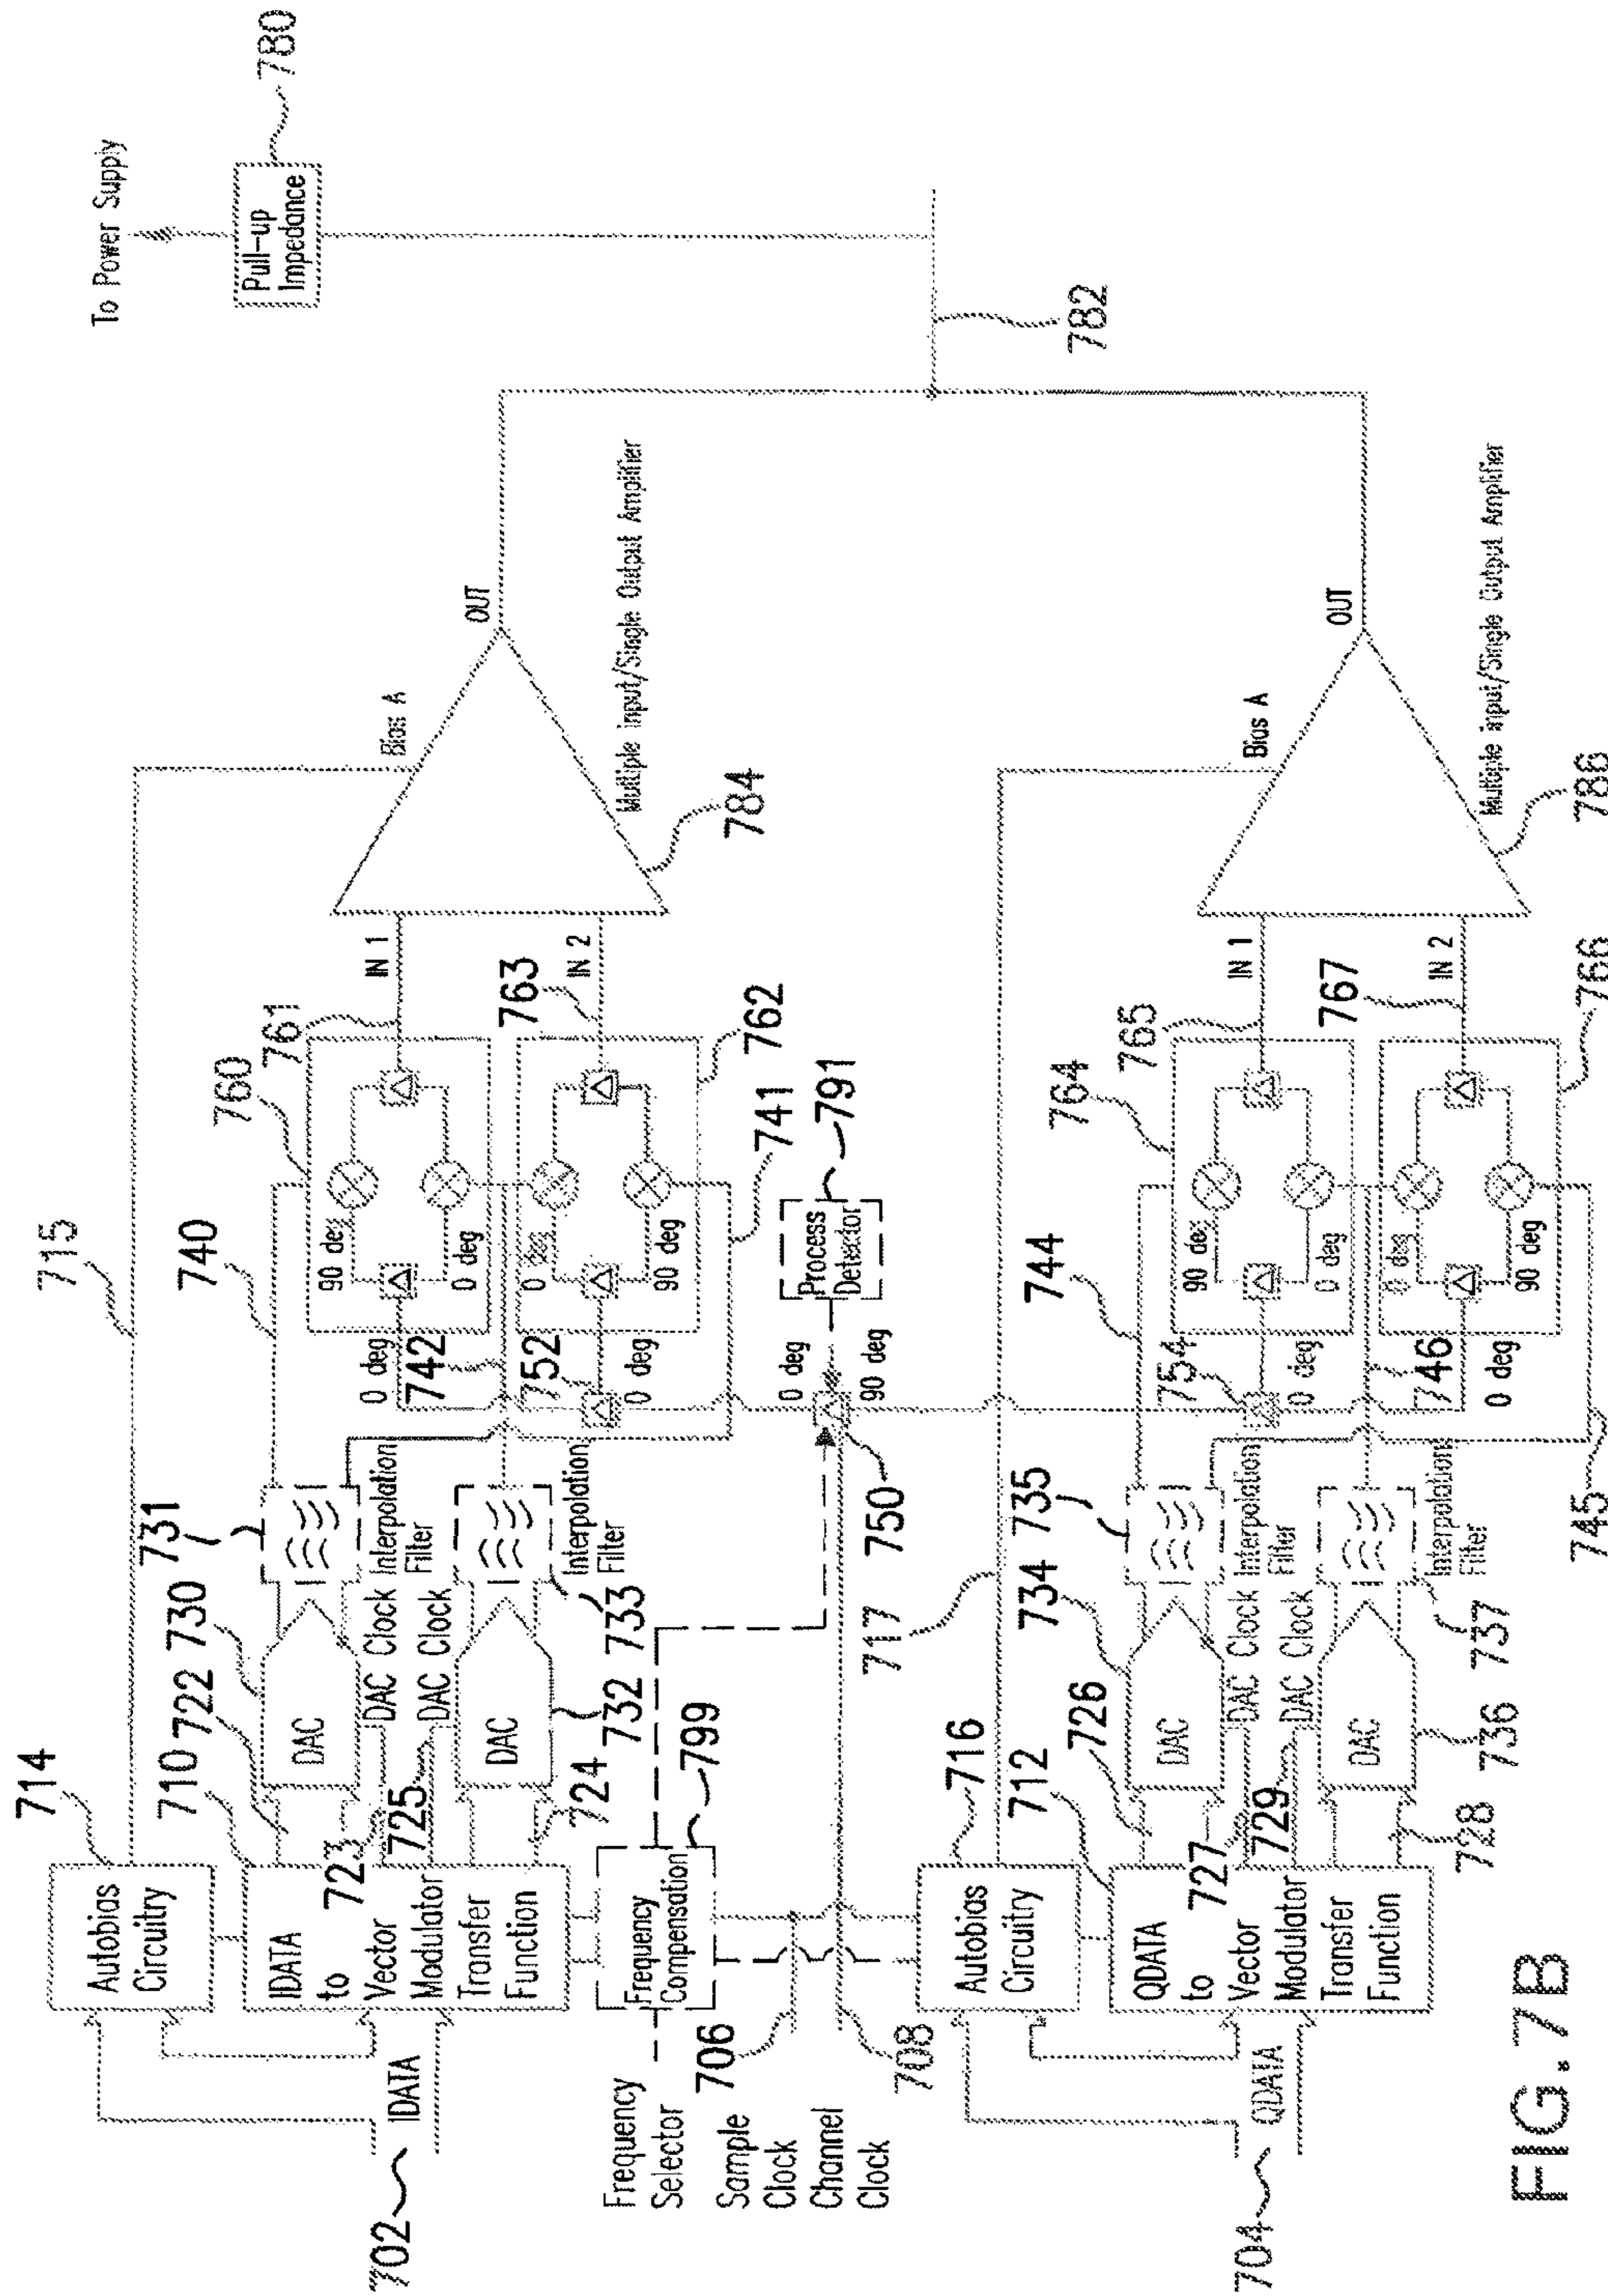 To Power Supply
780
Pull-up
Impedance
782
715
Bias A
OUT
Multiple input/Single Output Amplifier
784
714
Autobias
Circuitry
710
722
730
731
740
760
761
IN 1
763
IN 2
762
741
90 deg
0 deg
0 deg
90 deg
0 deg
742
752
0 deg
DAC
DAC Clock
DAC Clock
DAC
Interpolation
Filter
Interpolation
Filter
723
725
724
732
733
702
IDATA
IDATA
to
Vector
Modulator
Transfer
Function
Frequency
Selector
Frequency
Compensation
799
706
Sample
Clock
Channel
Clock
708
750
0 deg
90 deg
Process
Detector
791
717
Bias A
OUT
Multiple input/Single Output Amplifier
786
716
Autobias
Circuitry
712
726
734
735
744
764
765
IN 1
767
IN 2
766
90 deg
0 deg
0 deg
90 deg
754
0 deg
746
0 deg
745
DAC
DAC Clock
DAC Clock
DAC
Interpolation
Filter
Interpolation
Filter
727
729
728
736
737
704
QDATA
QDATA
to
Vector
Modulator
Transfer
Function
FIG.7B